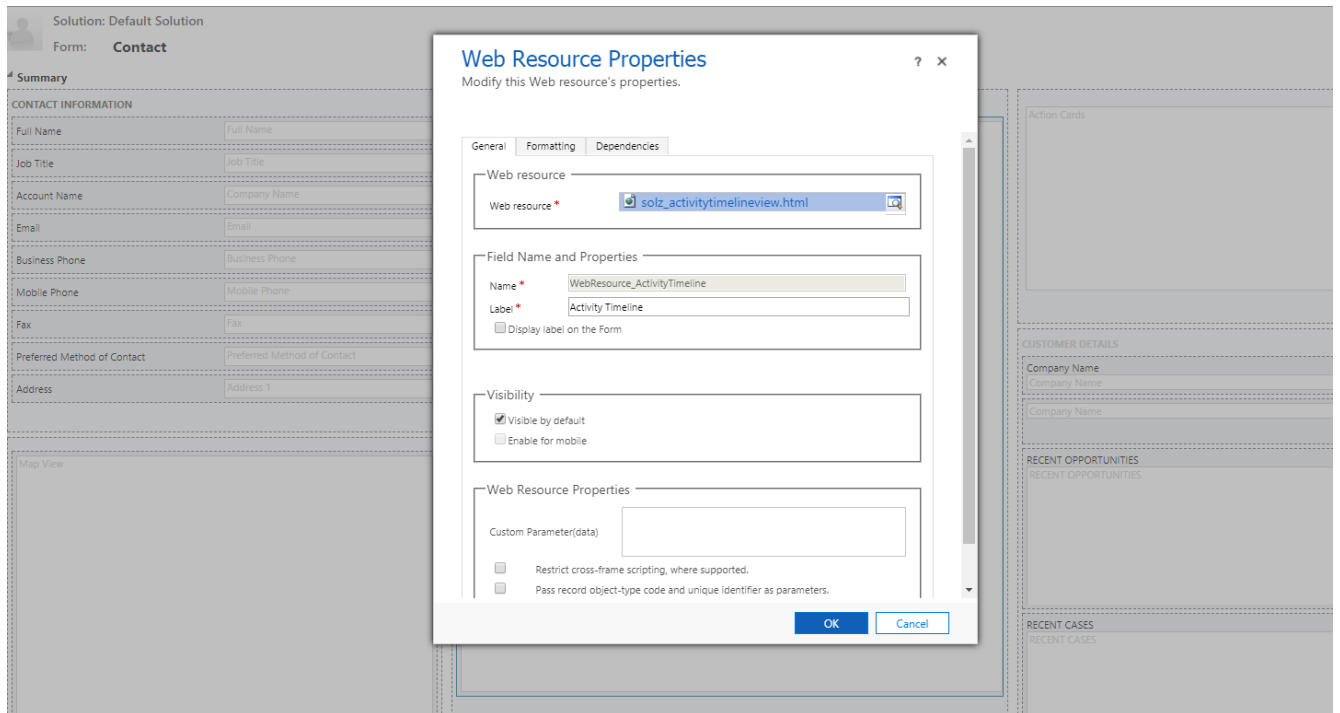 Solution: Default Solution
Form: Contact
Summary
CONTACT INFORMATION
Full Name Full Name
Job Title Job Title
Account Name Company Name
Email Email
Business Phone Business Phone
Mobile Phone Mobile Phone
Fax Fax
Preferred Method of Contact Preferred Method of Contact
Address Address 1
Map View
Web Resource Properties
? ×
Modify this Web resource's properties.
General Formatting Dependencies
Web resource
Web resource * solz_activitytimelineview.html
Field Name and Properties
Name * WebResource_ActivityTimeline
Label * Activity Timeline
Display label on the Form
Visibility
Visible by default
Enable for mobile
Web Resource Properties
Custom Parameter(data)
Restrict cross-frame scripting, where supported.
Pass record object-type code and unique identifier as parameters.
OK Cancel
Action Cards
CUSTOMER DETAILS
Company Name
Company Name
Company Name
RECENT OPPORTUNITIES
RECENT OPPORTUNITIES
RECENT CASES
RECENT CASES